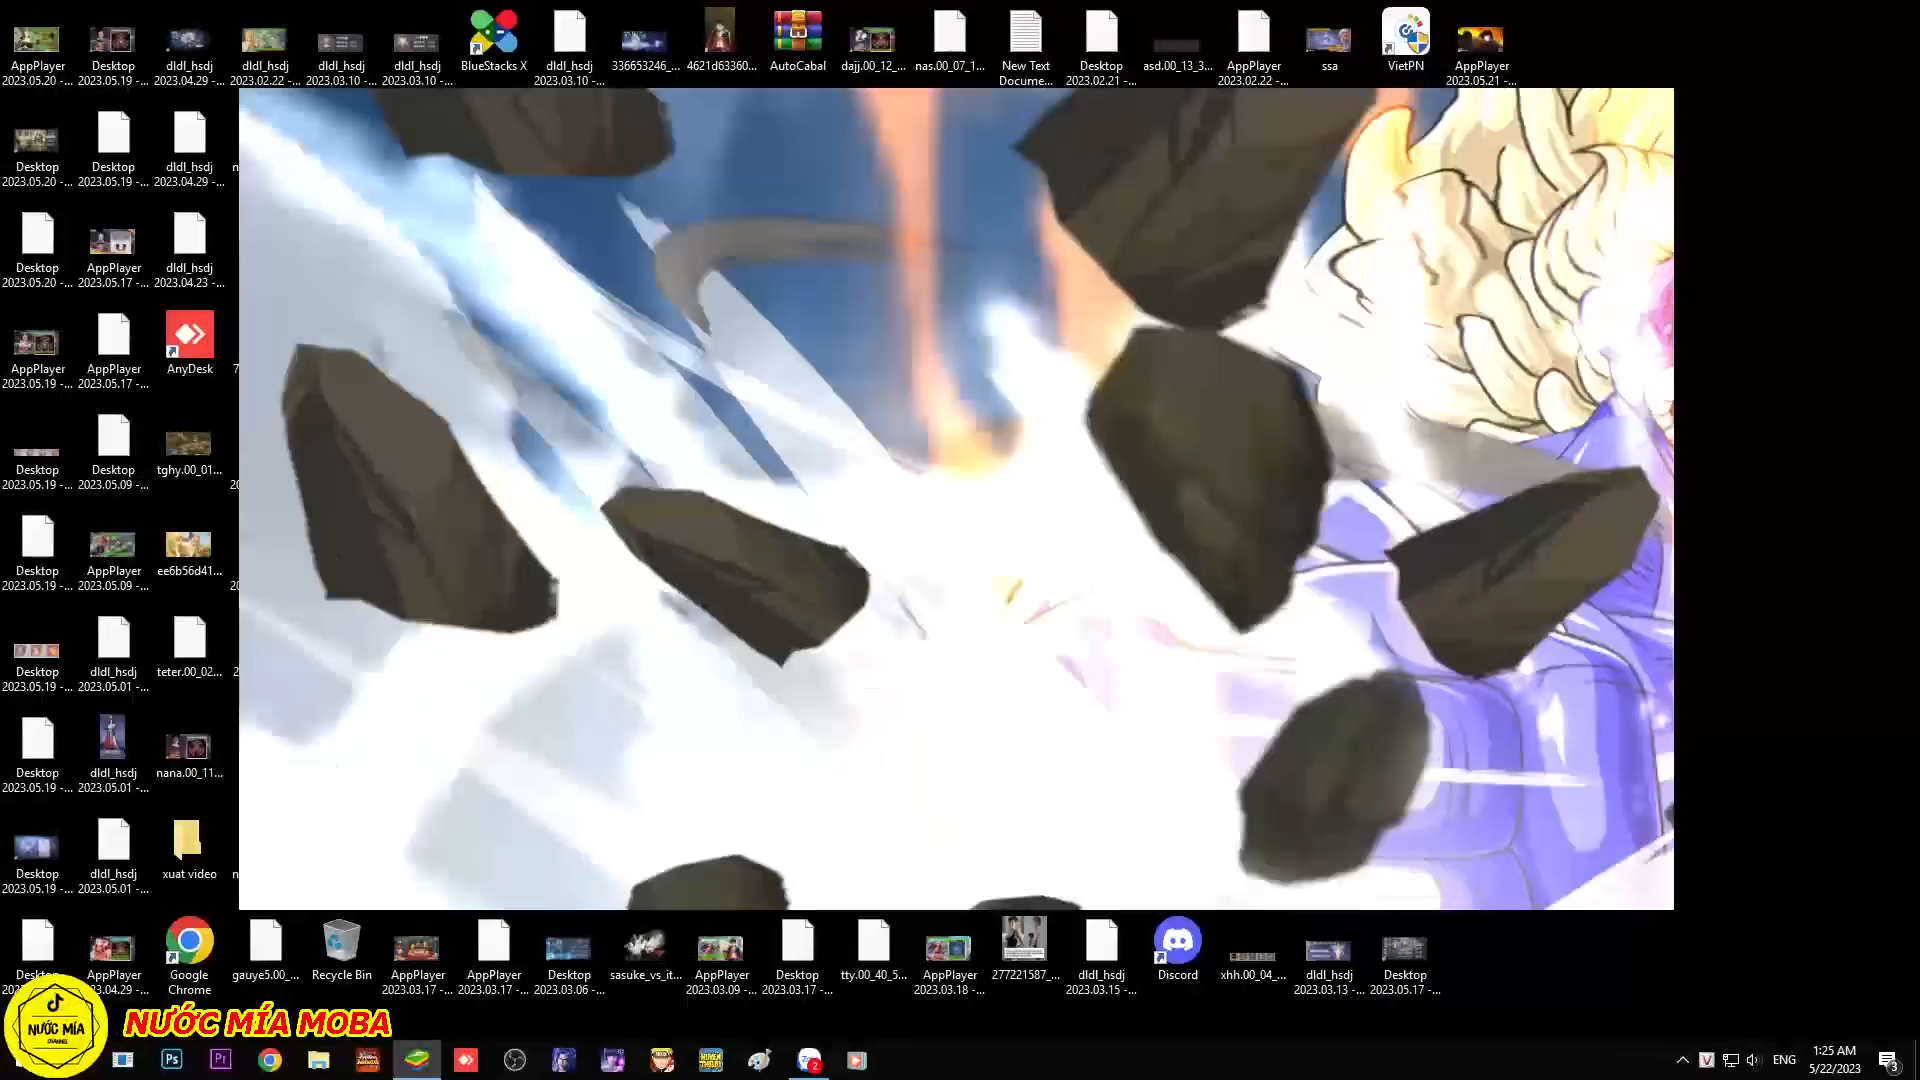 AppPlayer
2023.05.20 -...
Desktop
2023.05.19 -...
dldl_hsdj
2023.04.29 -...
dldl_hsdj
2023.02.22 -...
dldl_hsdj
2023.03.10 -...
dldl_hsdj
2023.03.10 -...
BlueStacks X
dldl_hsdj
2023.03.10 -...
336653246_...
4621d63360...
AutoCabal
dajj.00_12_...
nas.00_07_1...
New Text
Docume...
Desktop
2023.02.21 -...
asd.00_13_3...
AppPlayer
2023.02.22 -...
ssa
VietPN
AppPlayer
2023.05.21 -...
Desktop
2023.05.20 -...
Desktop
2023.05.19 -...
dldl_hsdj
2023.04.29 -...
Desktop
2023.05.20 -...
AppPlayer
2023.05.17 -...
dldl_hsdj
2023.04.23 -...
AppPlayer
2023.05.19 -...
AppPlayer
2023.05.17 -...
AnyDesk
Desktop
2023.05.19 -...
Desktop
2023.05.09 -...
tghy.00_01...
Desktop
2023.05.19 -...
AppPlayer
2023.05.09 -...
ee6b56d41...
Desktop
2023.05.19 -...
dldl_hsdj
2023.05.01 -...
teter.00_02...
Desktop
2023.05.19 -...
dldl_hsdj
2023.05.01 -...
nana.00_11...
Desktop
2023.05.19 -...
dldl_hsdj
2023.05.01 -...
xuat video
AppPlayer
2023.04.29 -...
Google
Chrome
gauye5.00_...
Recycle Bin
AppPlayer
2023.03.17 -...
AppPlayer
2023.03.17 -...
Desktop
2023.03.06 -...
sasuke_vs_it...
AppPlayer
2023.03.09 -...
Desktop
2023.03.17 -...
tty.00_40_5...
AppPlayer
2023.03.18 -...
277221587_...
dldl_hsdj
2023.03.15 -...
Discord
xhh.00_04_...
dldl_hsdj
2023.03.13 -...
Desktop
2023.05.17 -...
NƯỚC MÍA
CHANNEL
NƯỚC MÍA MOBA
Ps
Pr
2
V
ENG
1:25 AM
5/22/2023
3